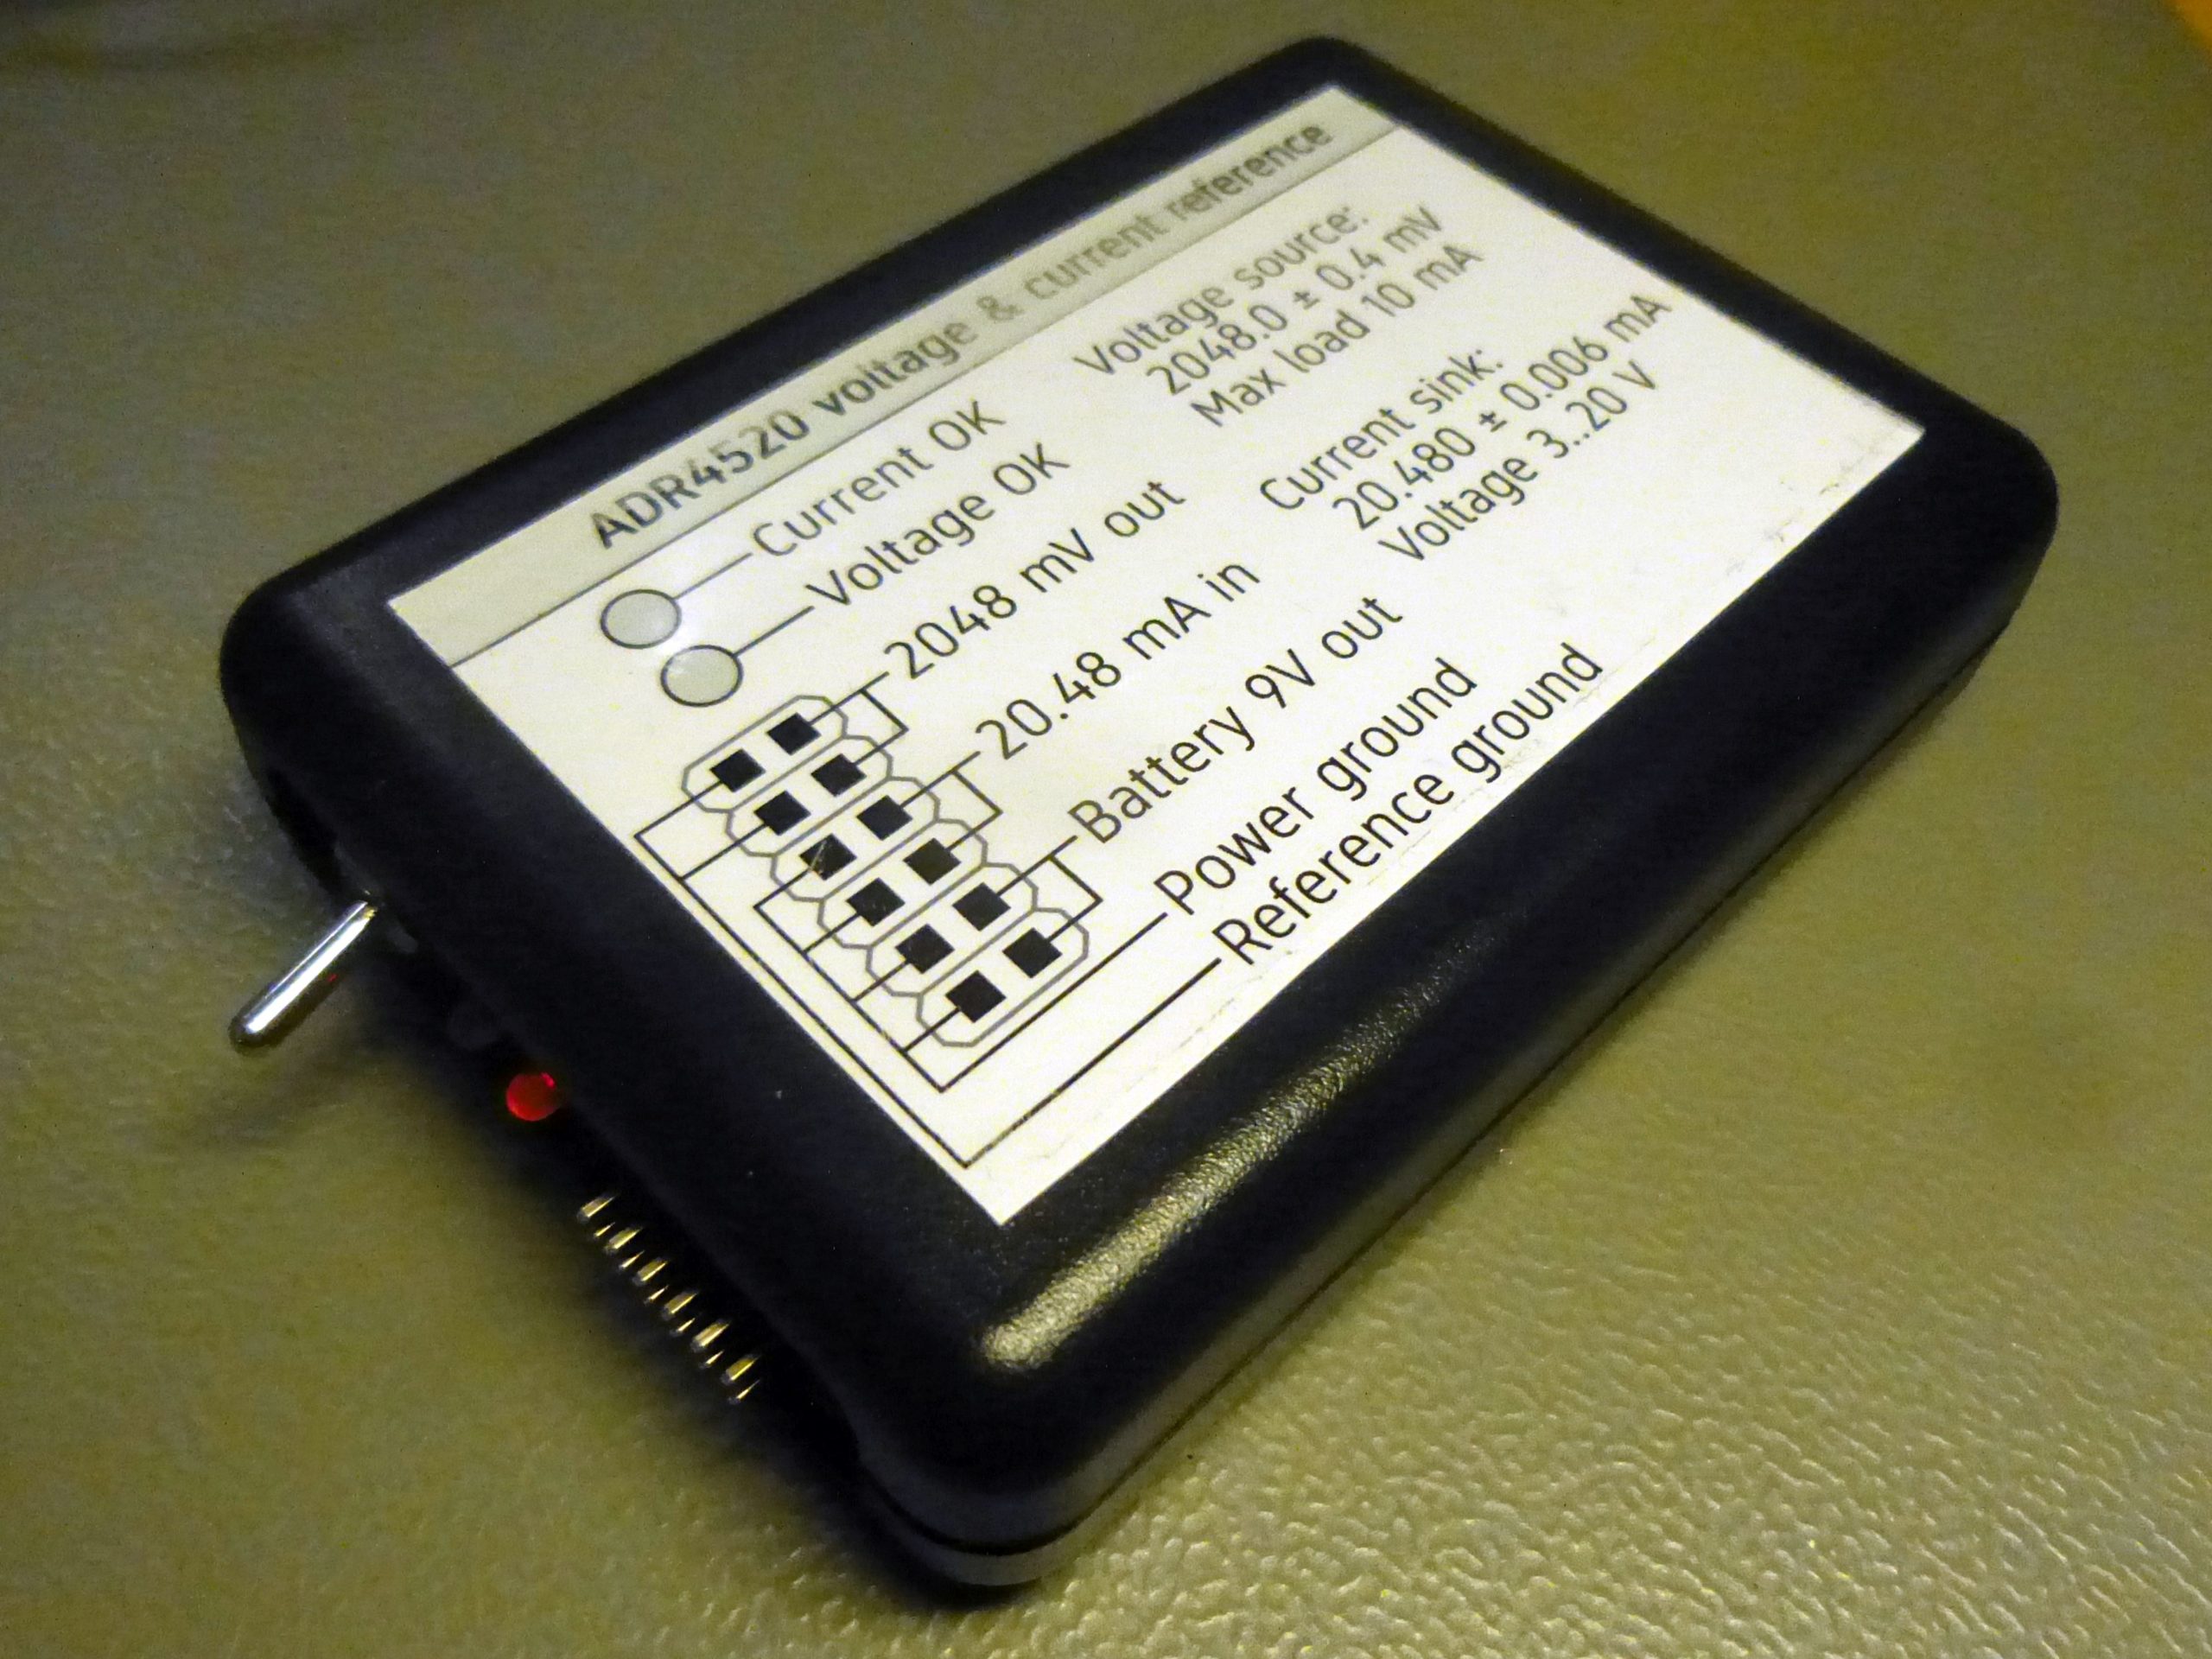 ADR4520 voltage & current reference
Current OK
Voltage OK
2048 mV out
20.48 mA in
Battery 9V out
Power ground
Reference ground
Voltage source:
2048.0 ± 0.4 mV
Max load 10 mA
Current sink:
20.480 ± 0.006 mA
Voltage 3..20 V